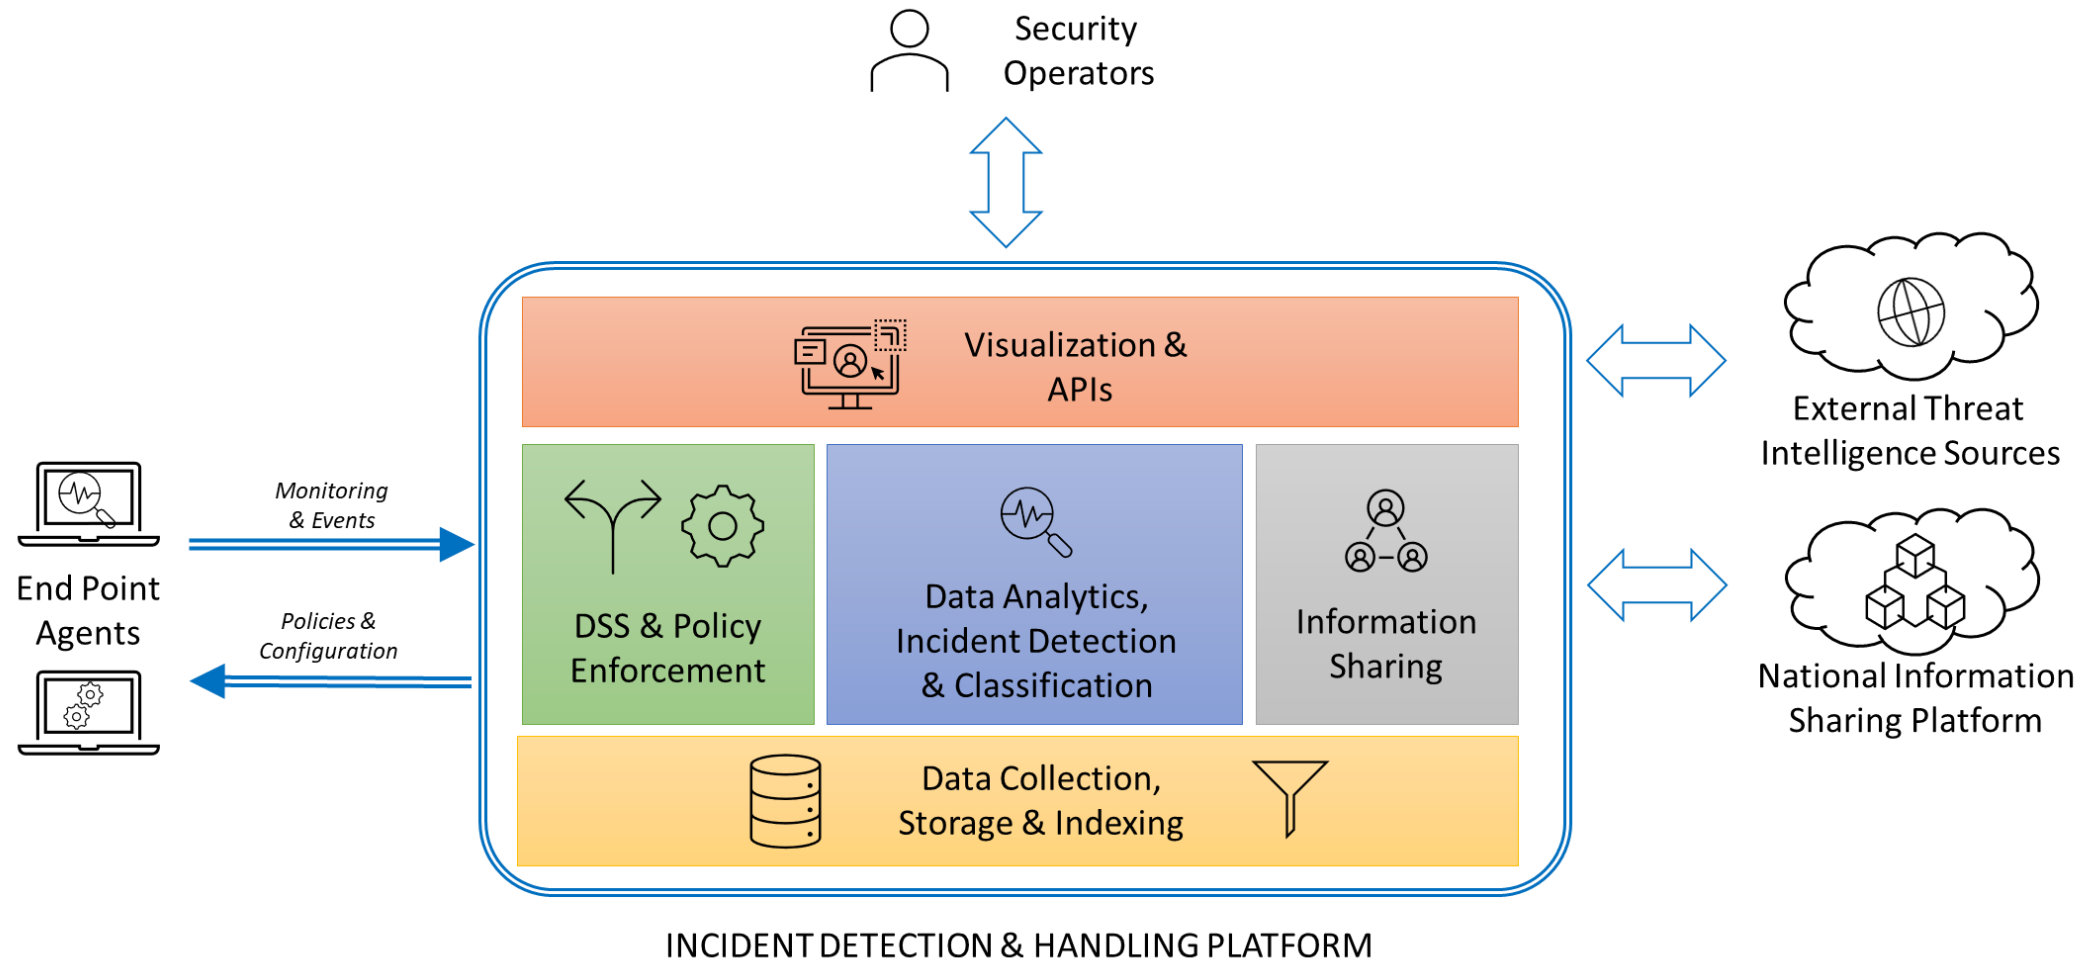 Security
Operators
Visualization &
APIs
External Threat
Intelligence Sources
Monitoring
& Events
End Point
Agents
Policies &
Configuration
DSS & Policy
Enforcement
Data Analytics,
Incident Detection
& Classification
Information
Sharing
National Information
Sharing Platform
Data Collection,
Storage & Indexing
INCIDENT DETECTION & HANDLING PLATFORM